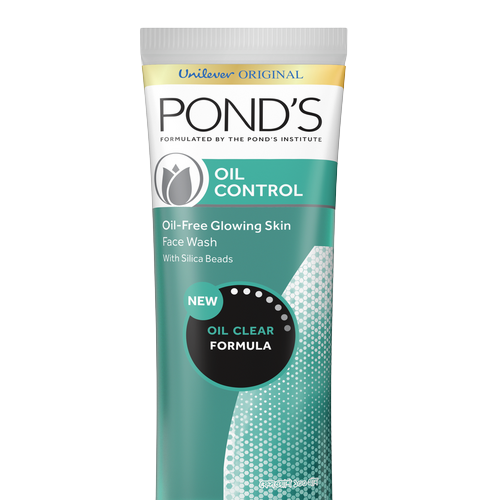 Unilever ORIGINAL
POND'S
FORMULATED BY THE POND'S INSTITUTE
OIL
CONTROL
Oil-Free Glowing Skin
Face Wash
With Silica Beads
NEW
OIL CLEAR
FORMULA